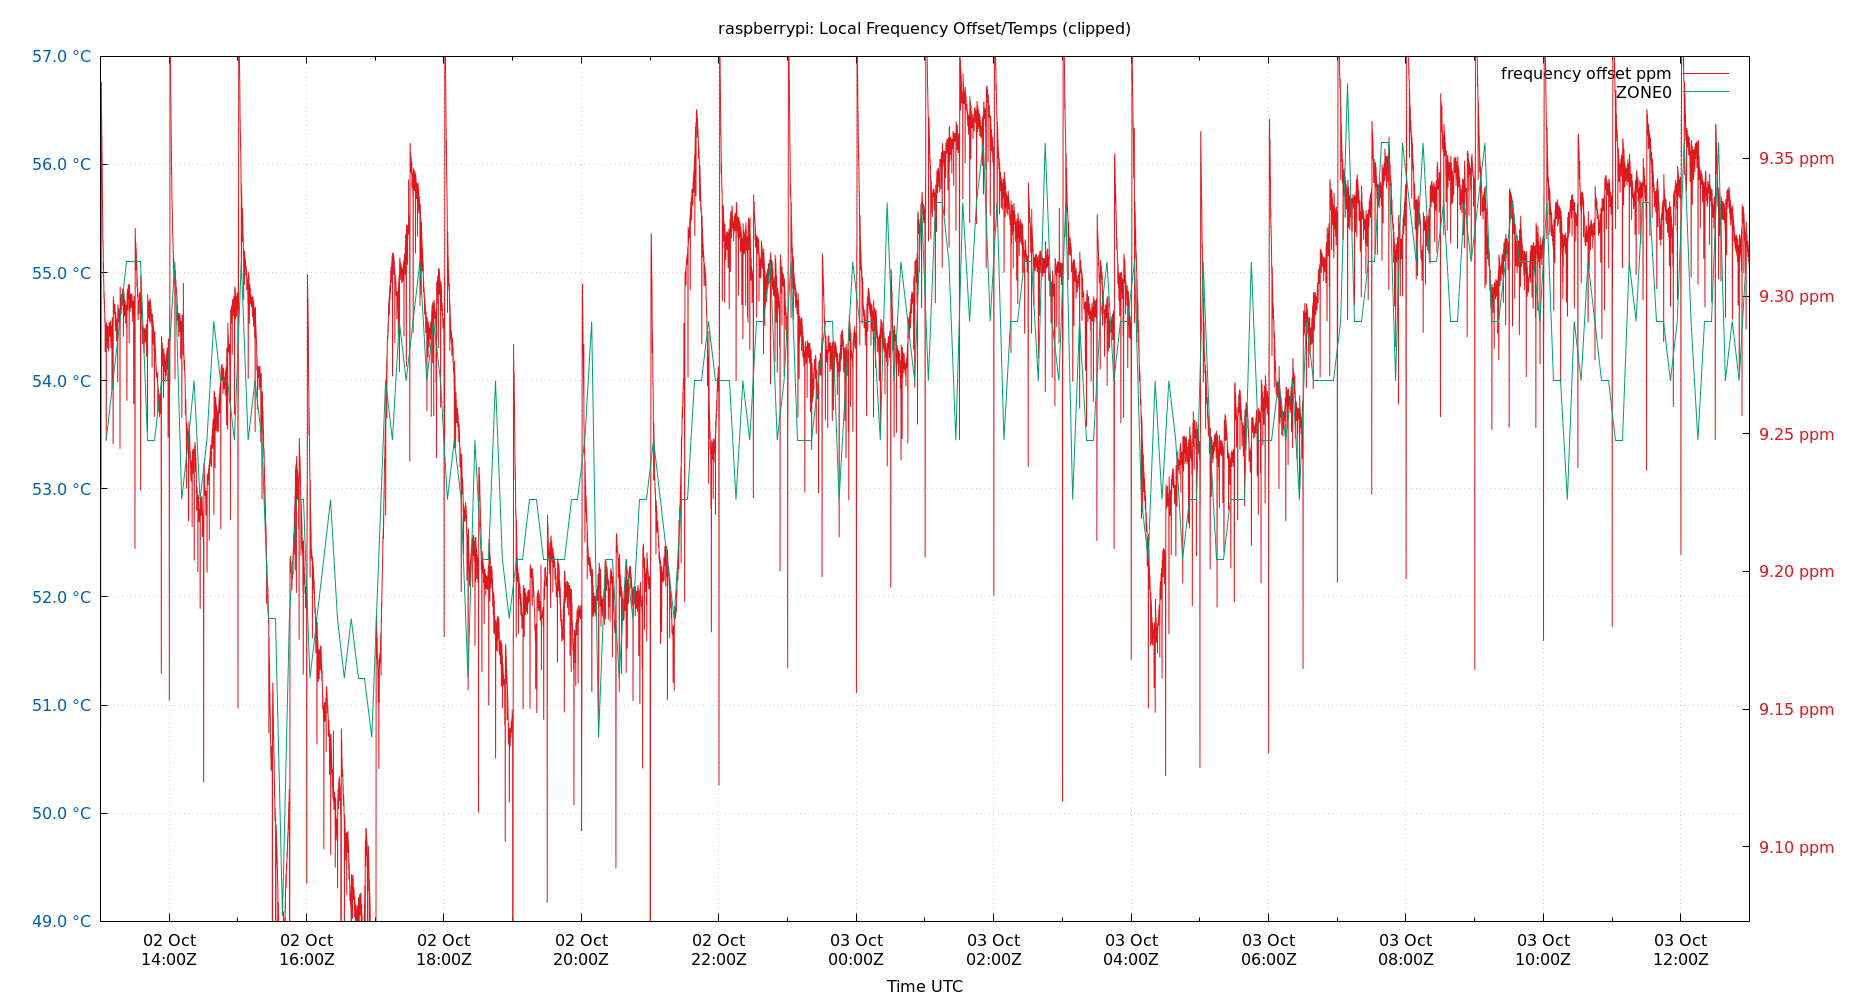 raspberrypi: Local Frequency Offset/Temps (clipped)
57.0 °C
56.0 °C
55.0 °C
54.0 °C
53.0 °C
52.0 °C
51.0 °C
50.0 °C
49.0 °C
frequency offset ppm
ZONE0
9.35 ppm
9.30 ppm
9.25 ppm
9.20 ppm
9.15 ppm
9.10 ppm
02 Oct 02 Oct 02 Oct 02 Oct 02 Oct 03 Oct 03 Oct 03 Oct 03 Oct 03 Oct 03 Oct 03 Oct
14:00Z 16:00Z 18:00Z 20:00Z 22:00Z 00:00Z 02:00Z 04:00Z 06:00Z 08:00Z 10:00Z 12:00Z
Time UTC